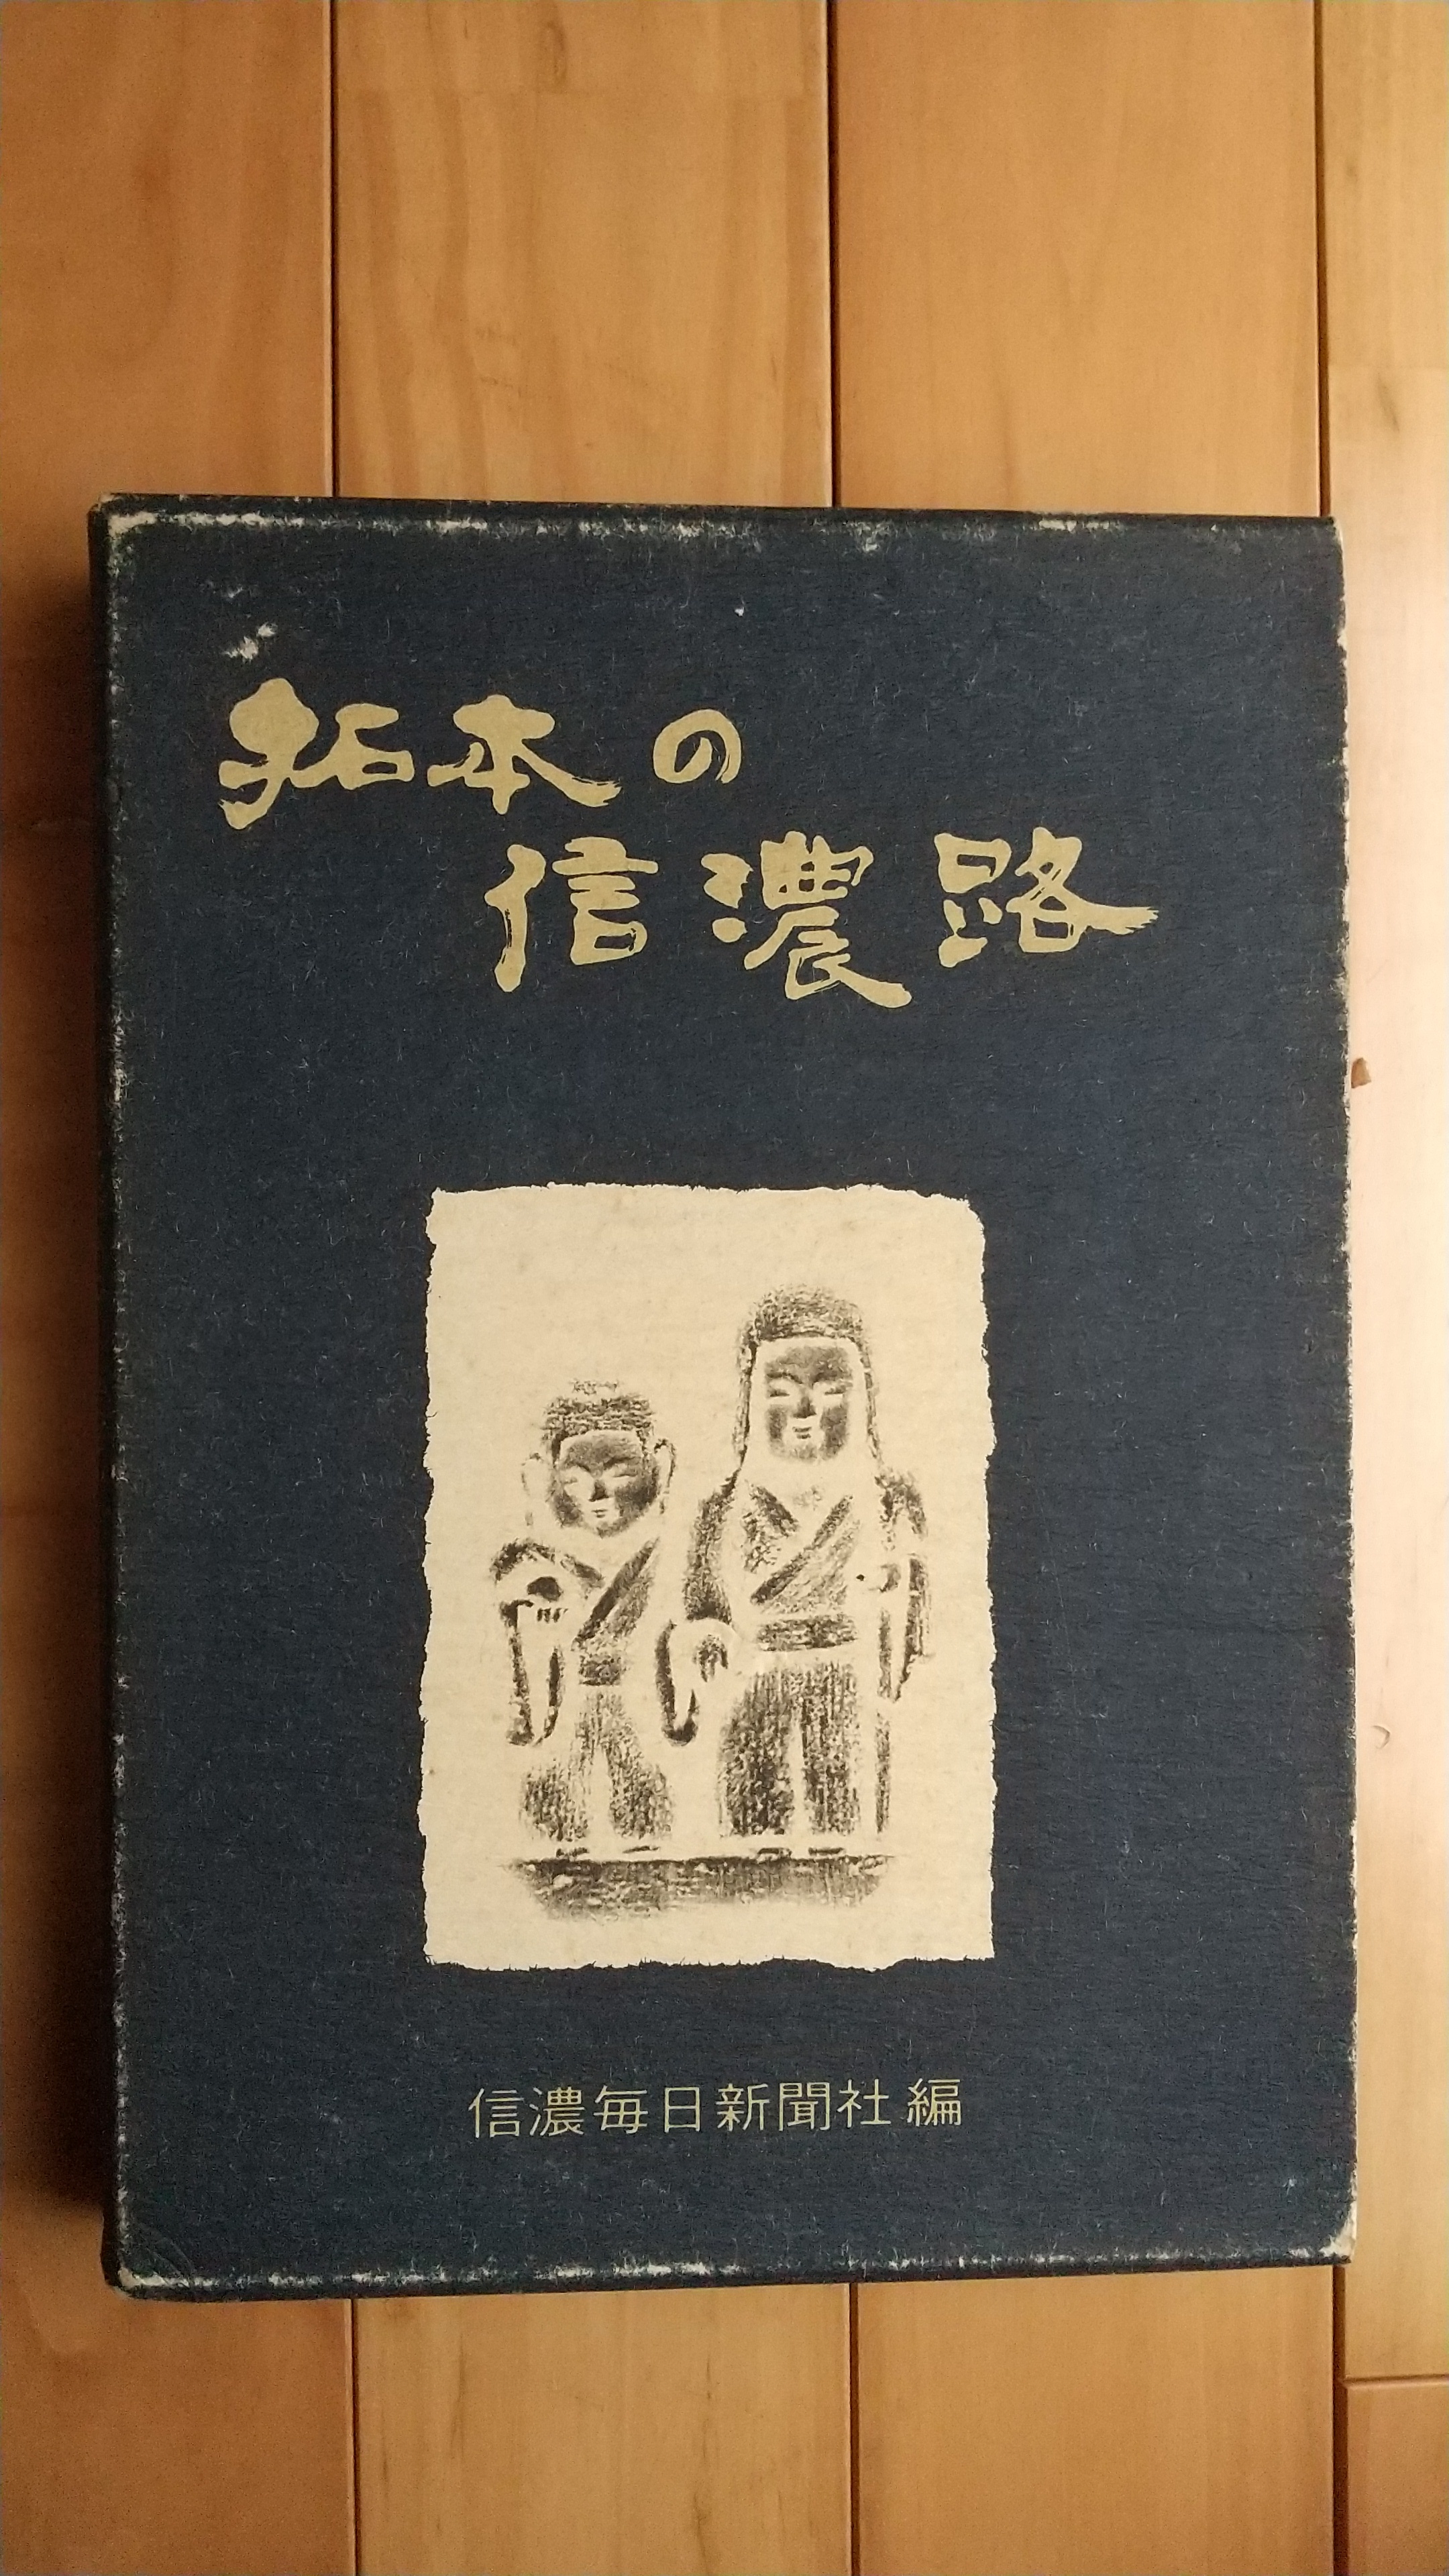 拓本の
信濃路
信濃毎日新聞社 編